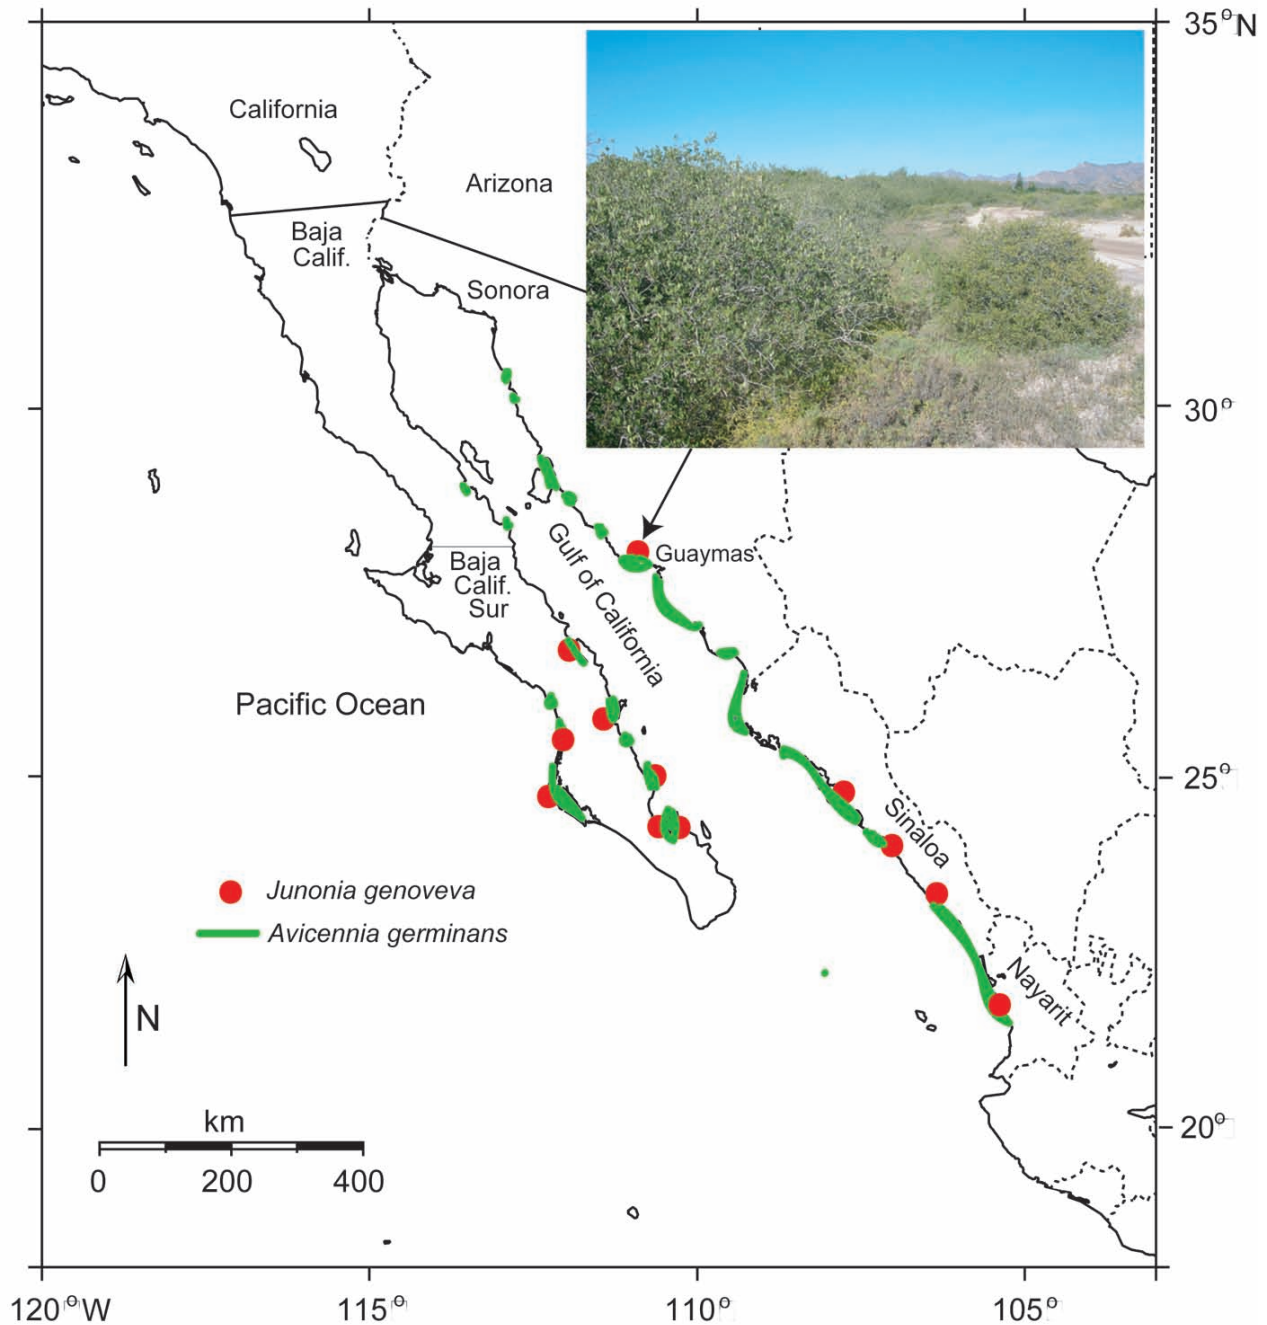 35°N
California
Arizona
Baja
Calif.
Sonora
30°
Guaymas
Gulf of California
Baja
Calif.
Sur
Pacific Ocean
25°
Sinaloa
Junonia genoveva
Avicennia germinans
Nayarit
N
km
20°
0 200 400
120°W 115° 110° 105°